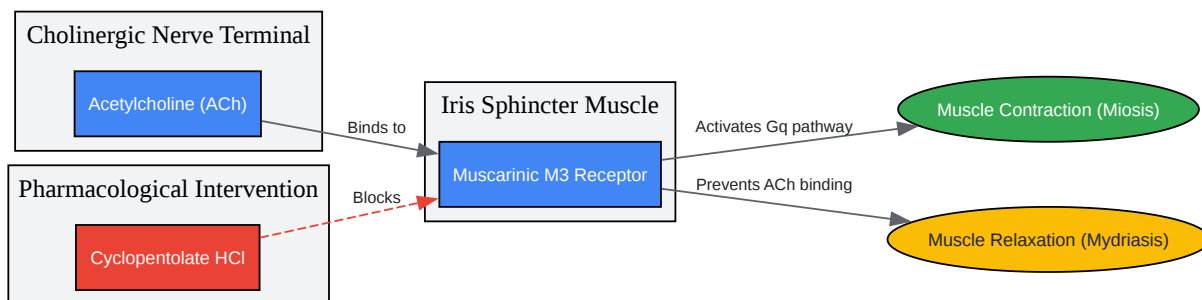 Cholinergic Nerve Terminal
Acetylcholine (ACh)
Binds to
Pharmacological Intervention
Cyclopentolate HCl
Blocks
Iris Sphincter Muscle
Muscarinic M3 Receptor
Activates Gq pathway
Prevents ACh binding
Muscle Contraction (Miosis)
Muscle Relaxation (Mydriasis)